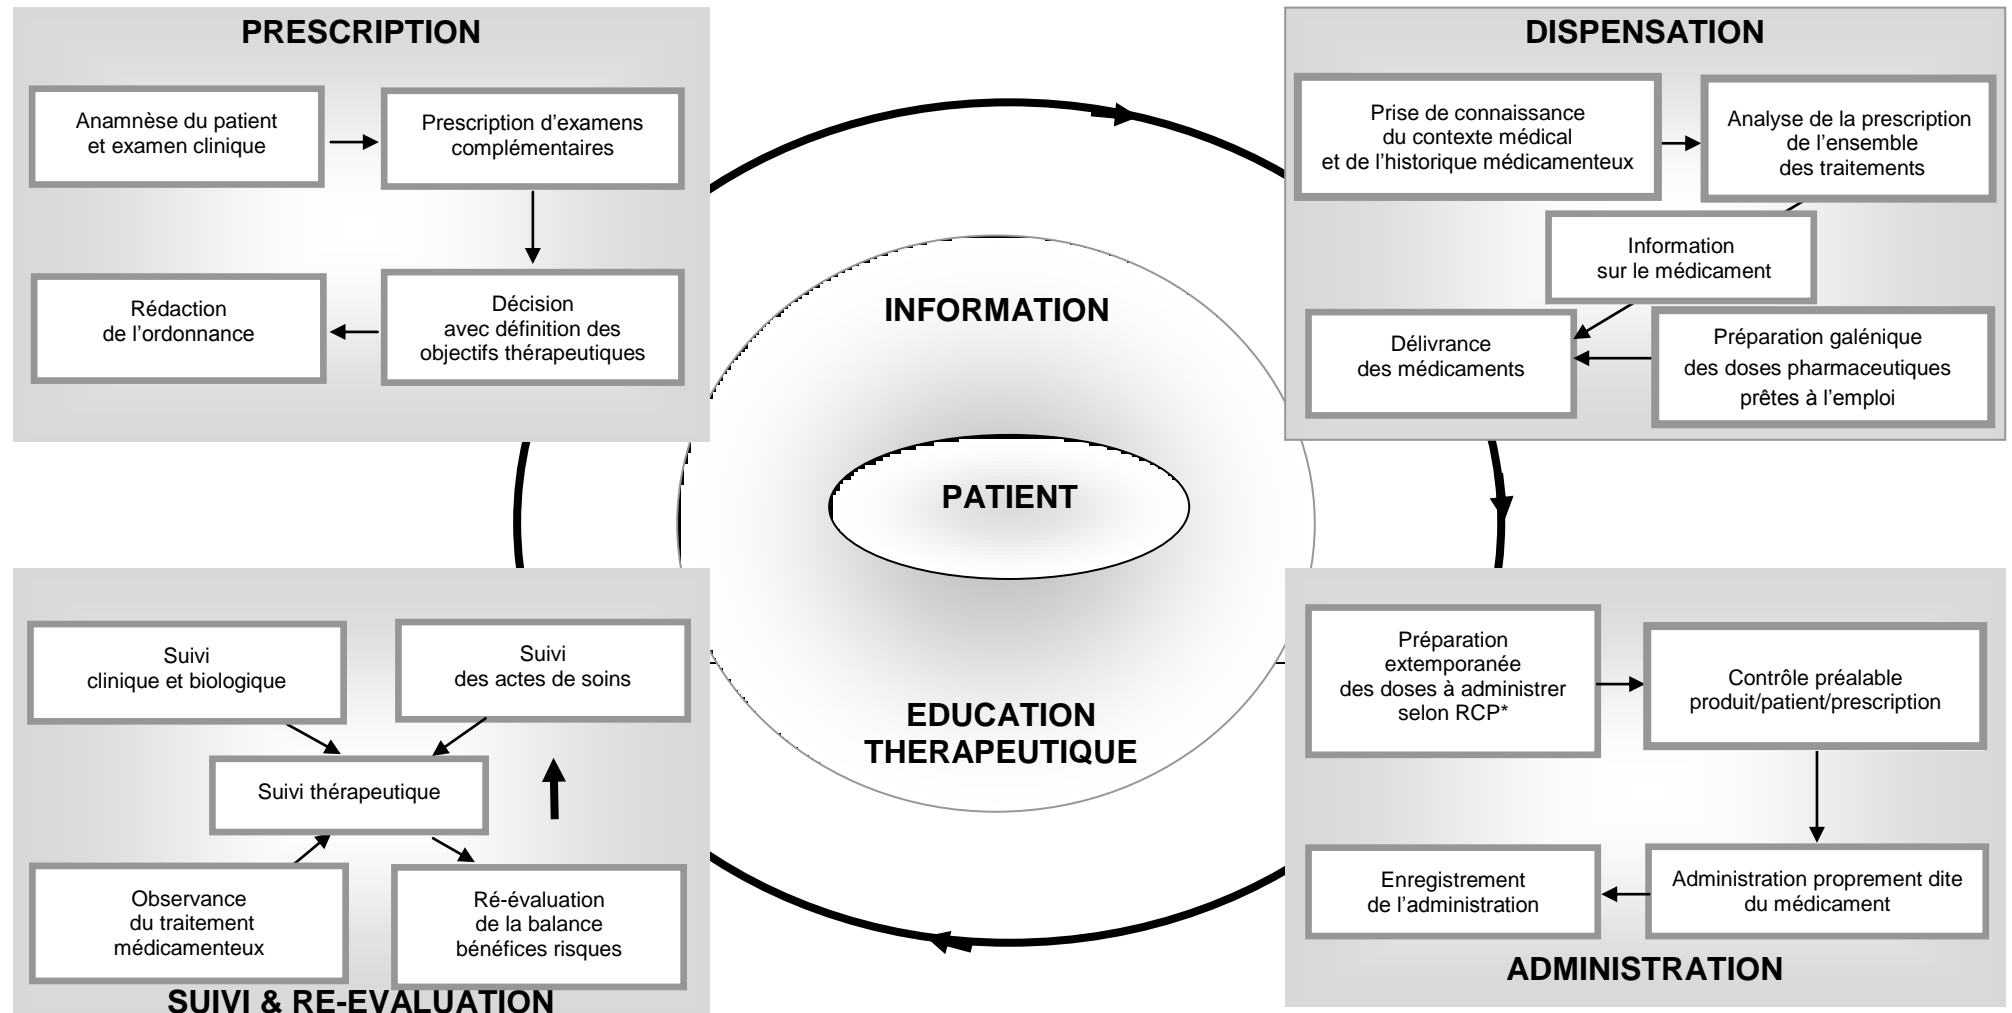 PRESCRIPTION
Anamnèse du patient
et examen clinique
Prescription d’examens
complémentaires
Rédaction
de l’ordonnance
Décision
avec définition des
objectifs thérapeutiques
DISPENSATION
Prise de connaissance
du contexte médical
et de l’historique médicamenteux
Analyse de la prescription
de l’ensemble
des traitements
Information
sur le médicament
Délivrance
des médicaments
Préparation galénique
des doses pharmaceutiques
prêtes à l’emploi
INFORMATION
PATIENT
EDUCATION
THERAPEUTIQUE
Suivi
clinique et biologique
Suivi
des actes de soins
Suivi thérapeutique
Observance
du traitement
médicamenteux
Ré-évaluation
de la balance
bénéfices risques
SUIVI & RE-EVALUATION
Préparation
extemporanée
des doses à administrer
selon RCP*
Contrôle préalable
produit/patient/prescription
Enregistrement
de l’administration
Administration proprement dite
du médicament
ADMINISTRATION